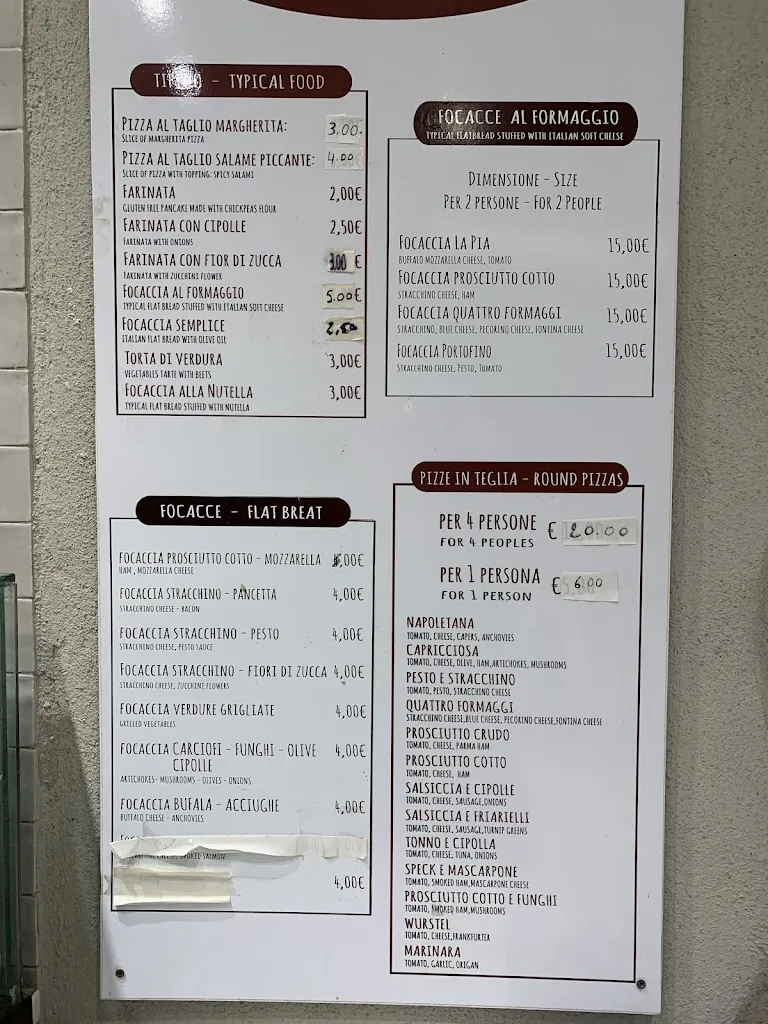 TIPICO - TYPICAL FOOD
PIZZA AL TAGLIO MARGHERITA: 3.00.
SLICE OF MARGHERITA PIZZA
PIZZA AL TAGLIO SALAME PICCANTE: 4.00
SLICE OF PIZZA WITH TOPPING: SPICY SALAMI
FARINATA 2,00€
GLUTEN FREE PANCAKE MADE WITH CHICKPEAS FLOUR
FARINATA CON CIPOLLE 2,50€
FARINATA WITH ONIONS
FARINATA CON FIOR DI ZUCCA 3.00 €
FARINATA WITH ZUCCHINI FLOWER
FOCACCIA AL FORMAGGIO 5.00€
TYPICAL FLAT BREAD STUFFED WITH ITALIAN SOFT CHEESE
FOCACCIA SEMPLICE 2,50
ITALIAN FLAT BREAD WITH OLIVE OIL
TORTA DI VERDURA 3,00€
VEGETABLES TARTE WITH BEETS
FOCACCIA ALLA NUTELLA 3,00€
TYPICAL FLAT BREAD STUFFED WITH NUTELLA
FOCACCE AL FORMAGGIO
TYPICAL FLATBREAD STUFFED WITH ITALIAN SOFT CHEESE
DIMENSIONE - SIZE
PER 2 PERSONE - FOR 2 PEOPLE
FOCACCIA LA PIA 15,00€
BUFFALO MOZZARELLA CHEESE, TOMATO
FOCACCIA PROSCIUTTO COTTO 15,00€
STRACCHINO CHEESE, HAM
FOCACCIA QUATTRO FORMAGGI 15,00€
STRACCHINO, BLUE CHEESE, PECORINO CHEESE, FONTINA CHEESE
FOCACCIA PORTOFINO 15,00€
STRACCHINO CHEESE, PESTO, TOMATO
FOCACCE - FLAT BREAT
FOCACCIA PROSCIUTTO COTTO - MOZZARELLA ,00€
HAM , MOZZARELLA CHEESE
FOCACCIA STRACCHINO - PANCETTA 4,00€
STRACCHINO CHEESE - BACON
FOCACCIA STRACCHINO - PESTO 4,00€
STRACCHINO CHEESE, PESTO SAUCE
FOCACCIA STRACCHINO - FIORI DI ZUCCA 4,00€
STRACCHINO CHEESE, ZUCCHINI FLOWERS
FOCACCIA VERDURE GRIGLIATE 4,00€
GRILLED VEGETABLES
FOCACCIA CARCIOFI - FUNGHI - OLIVE 4,00€
CIPOLLE
ARTICHOKES- MUSHROOMS - OLIVES - ONIONS
FOCACCIA BUFALA - ACCIUGHE 4,00€
BUFFALO CHEESE - ANCHOVIES
CHEESE, SMOKED SALMON
4,00€
PIZZE IN TEGLIA - ROUND PIZZAS
PER 4 PERSONE € 20.00
FOR 4 PEOPLES
PER 1 PERSONA € 6.00
FOR 1 PERSON
NAPOLETANA
TOMATO, CHEESE, CAPERS, ANCHOVIES
CAPRICCIOSA
TOMATO, CHEESE, OLIVE, HAM,ARTICHOKES, MUSHROOMS
PESTO E STRACCHINO
TOMATO, PESTO, STRACCHINO CHEESE
QUATTRO FORMAGGI
STRACCHINO CHEESE,BLUE CHEESE, PECORINO CHEESE,FONTINA CHEESE
PROSCIUTTO CRUDO
TOMATO, CHEESE, PARMA HAM
PROSCIUTTO COTTO
TOMATO, CHEESE, HAM
SALSICCIA E CIPOLLE
TOMATO, CHEESE, SAUSAGE,ONIONS
SALSICCIA E FRIARIELLI
TOMATO, CHEESE, SAUSAGE,TURNIP GREENS
TONNO E CIPOLLA
TOMATO, CHEESE, TUNA, ONIONS
SPECK E MASCARPONE
TOMATO, SMOKED HAM,MASCARPONE CHEESE
PROSCIUTTO COTTO E FUNGHI
TOMATO, SMOKED HAM,MUSHROOMS
WURSTEL
TOMATO, CHEESE,FRANKFURTER
MARINARA
TOMATO, GARLIC, ORIGAN